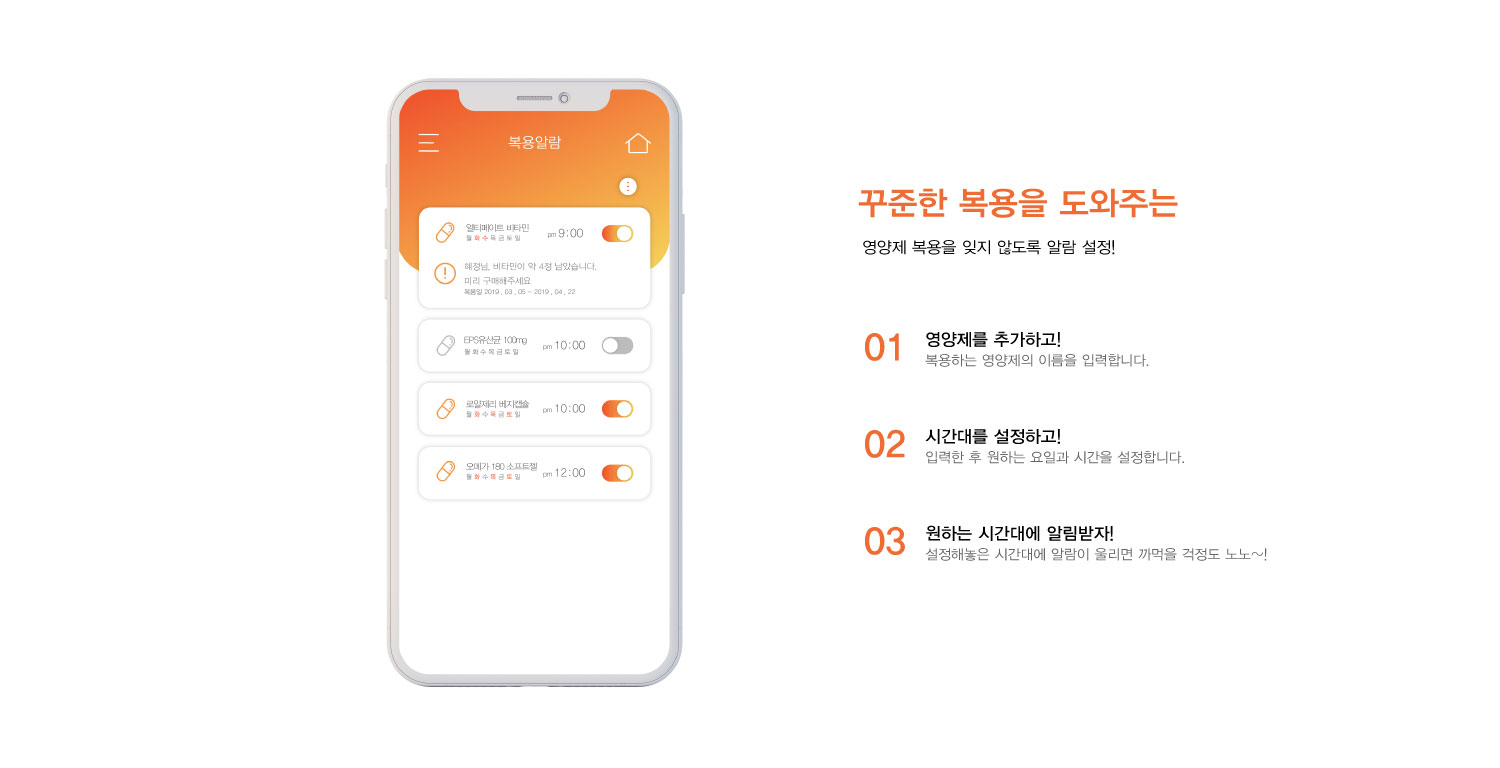 복용알람
얼티메이트 비타민
월 화 수 목 금 토 일
pm 9:00
혜정님, 비타민이 약 4정 남았습니다.
미리 구매해주세요
복용일 2019 . 03 . 05 ~ 2019 . 04 . 22
EPS유산균 100mg
월 화 수 목 금 토 일
pm 10:00
로얄제리 베지캡슐
월 화 수 목 금 토 일
pm 10:00
오메가 180 소프트젤
월 화 수 목 금 토 일
pm 12:00
꾸준한 복용을 도와주는
영양제 복용을 잊지 않도록 알람 설정!
01 영양제를 추가하고!
복용하는 영양제의 이름을 입력합니다.
02 시간대를 설정하고!
입력한 후 원하는 요일과 시간을 설정합니다.
03 원하는 시간대에 알림받자!
설정해놓은 시간대에 알람이 울리면 까먹을 걱정도 노노~!